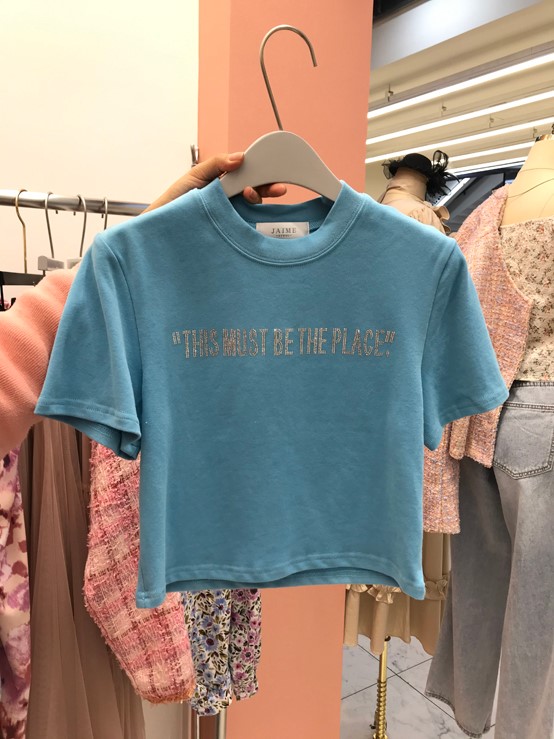 JAIME
"THIS MUST BE THE PLACE."